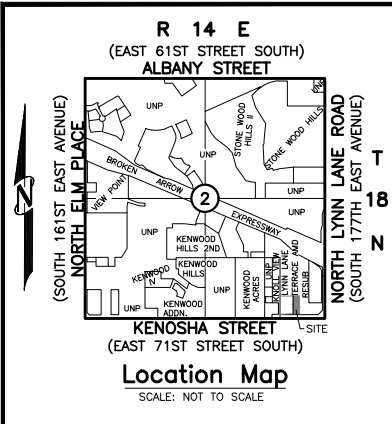 R 14 E
(EAST 61ST STREET SOUTH)
ALBANY STREET
NORTH ELM PLACE
(SOUTH 161ST EAST AVENUE)
NORTH LYNN LANE ROAD
(SOUTH 177TH EAST AVENUE)
T
18
N
N
UNP
UNP
STONE WOOD
HILLS II
STONE WOOD HILLS
UNP
BROKEN
ARROW
EXPRESSWAY
VIEW POINT
2
UNP
UNP
UNP
KENWOOD
HILLS 2ND
KENWOOD
HILLS
KENWOOD
IV
KENWOOD
ADDN.
UNP
KENWOOD
ACRES
UNP
KNOLLVIEW
LYNN LANE
TERRACE AMD
RESUB
SITE
KENOSHA STREET
(EAST 71ST STREET SOUTH)
Location Map
SCALE: NOT TO SCALE